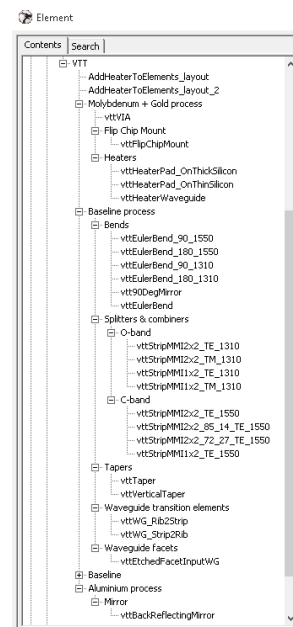 Element
Contents
Search
VTT
AddHeaterToElements_layout
AddHeaterToElements_layout_2
Molybdenum + Gold process
vttVIA
Flip Chip Mount
vttFlipChipMount
Heaters
vttHeaterPad_OnThickSilicon
vttHeaterPad_OnThinSilicon
vttHeaterWaveguide
Baseline process
Bends
vttEulerBend_90_1550
vttEulerBend_180_1550
vttEulerBend_90_1310
vttEulerBend_180_1310
vtt90DegMirror
vttEulerBend
Splitters & combiners
O-band
vttStripMMI2x2_TE_1310
vttStripMMI2x2_TM_1310
vttStripMMI1x2_TE_1310
vttStripMMI1x2_TM_1310
C-band
vttStripMMI2x2_TE_1550
vttStripMMI2x2_85_14_TE_1550
vttStripMMI2x2_72_27_TE_1550
vttStripMMI1x2_TE_1550
Tapers
vttTaper
vttVerticalTaper
Waveguide transition elements
vttWG_Rib2Strip
vttWG_Strip2Rib
Waveguide facets
vttEtchedFacetInputWG
Baseline
Aluminium process
Mirror
vttBackReflectingMirror